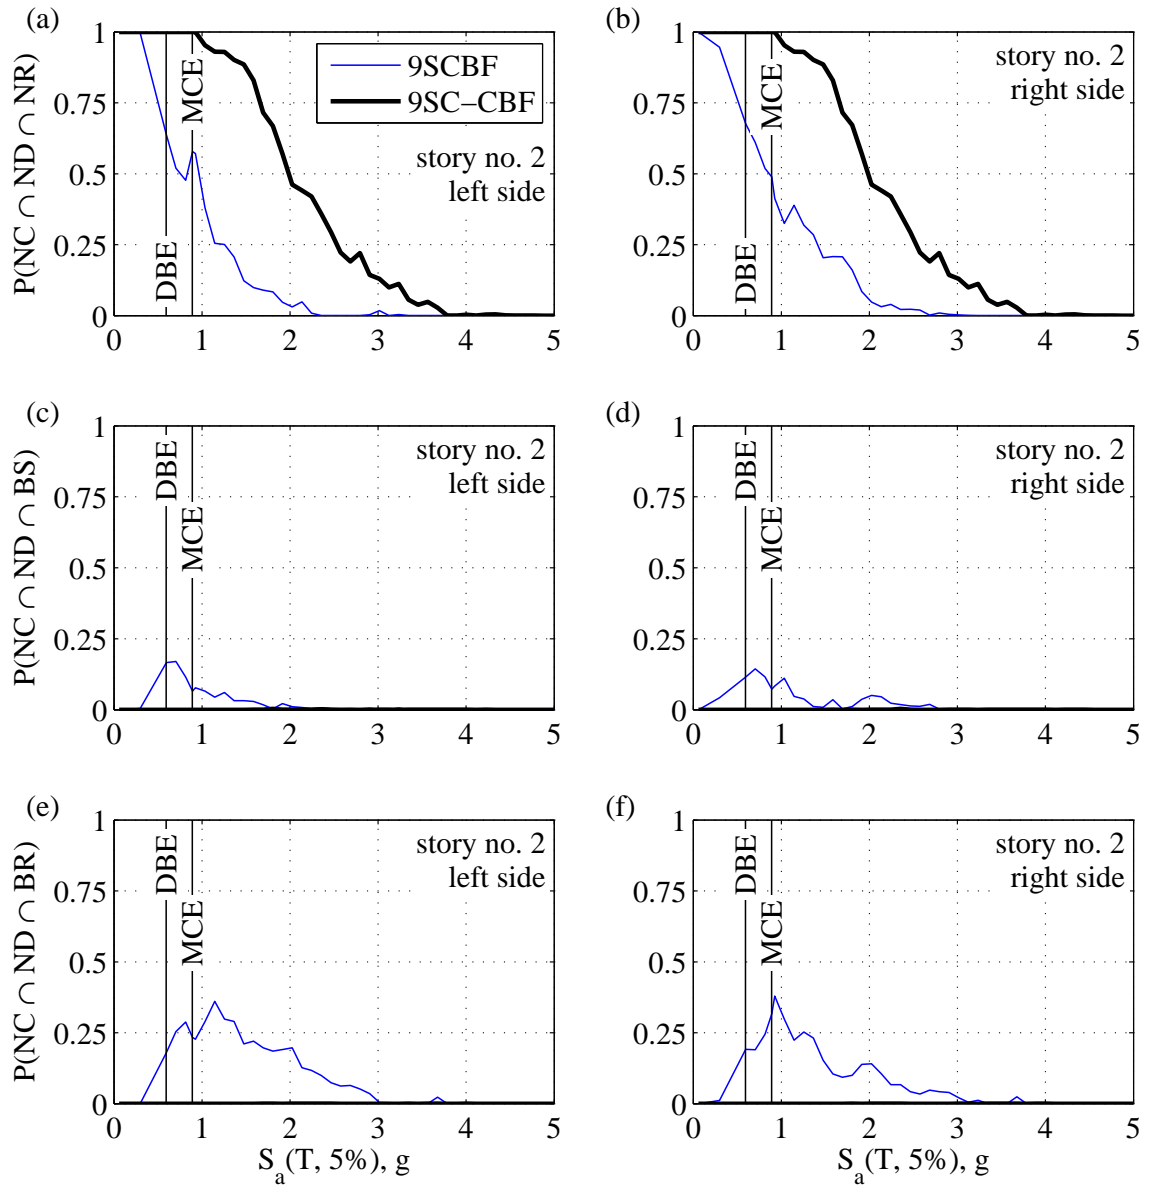 (a)
P(NC ∩ ND ∩ NR)
1
0.75
0.5
0.25
0
0 1 2 3 4 5
DBE
MCE
9SCBF
9SC−CBF
story no. 2
left side
(b)
1
0.75
0.5
0.25
0
0 1 2 3 4 5
DBE
MCE
story no. 2
right side
(c)
P(NC ∩ ND ∩ BS)
1
0.75
0.5
0.25
0
0 1 2 3 4 5
DBE
MCE
story no. 2
left side
(d)
1
0.75
0.5
0.25
0
0 1 2 3 4 5
DBE
MCE
story no. 2
right side
(e)
P(NC ∩ ND ∩ BR)
1
0.75
0.5
0.25
0
0 1 2 3 4 5
DBE
MCE
story no. 2
left side
S_a(T, 5%), g
(f)
1
0.75
0.5
0.25
0
0 1 2 3 4 5
DBE
MCE
story no. 2
right side
S_a(T, 5%), g